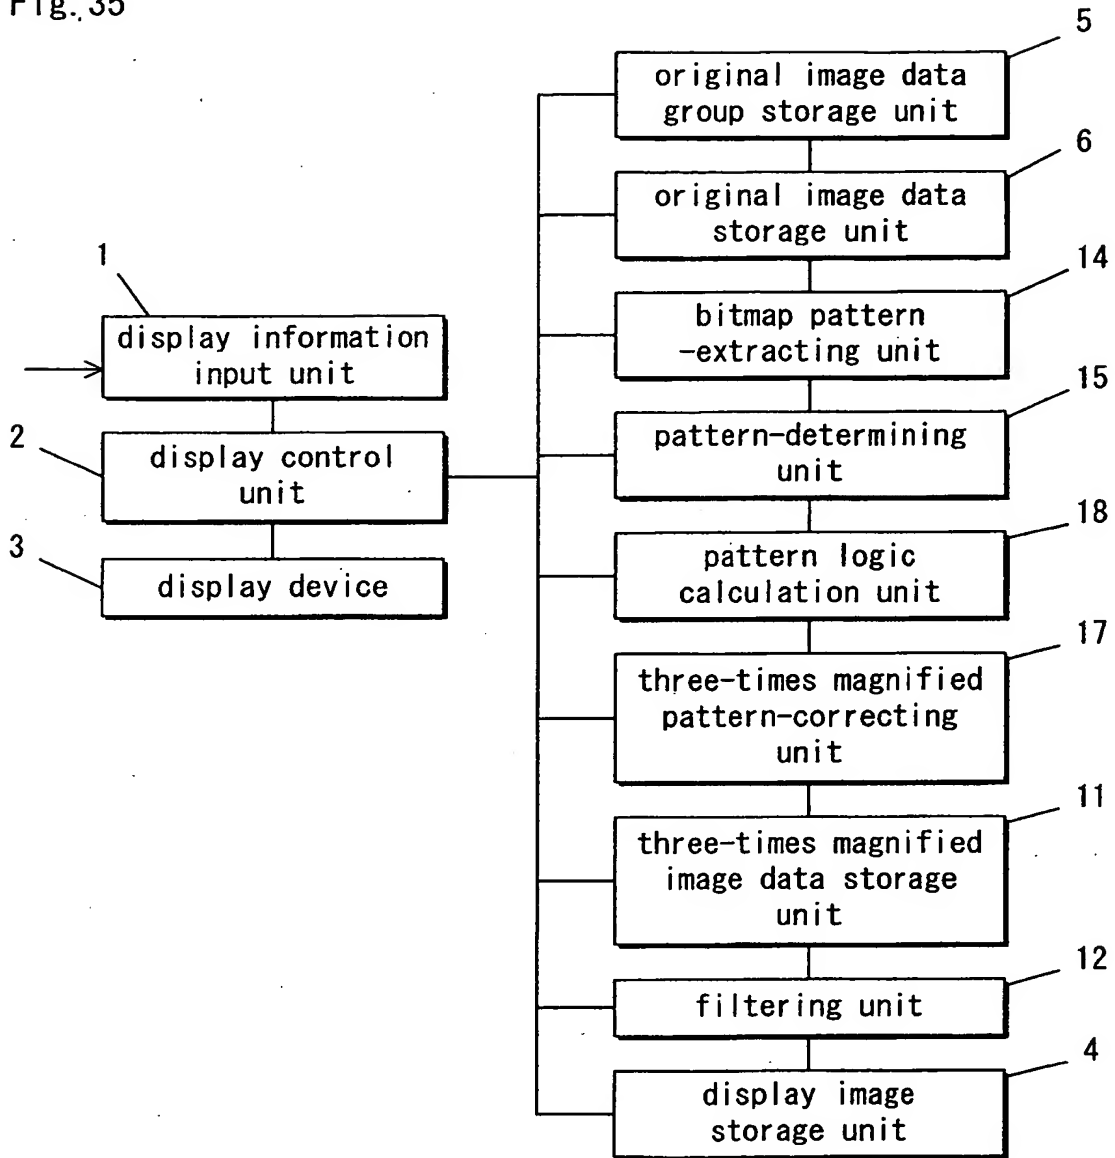 Fig. 35
5
original image data
group storage unit
6
original image data
storage unit
1
display information
input unit
14
bitmap pattern
-extracting unit
2
display control
unit
15
pattern-determining
unit
3
display device
18
pattern logic
calculation unit
17
three-times magnified
pattern-correcting
unit
11
three-times magnified
image data storage
unit
12
filtering unit
4
display image
storage unit